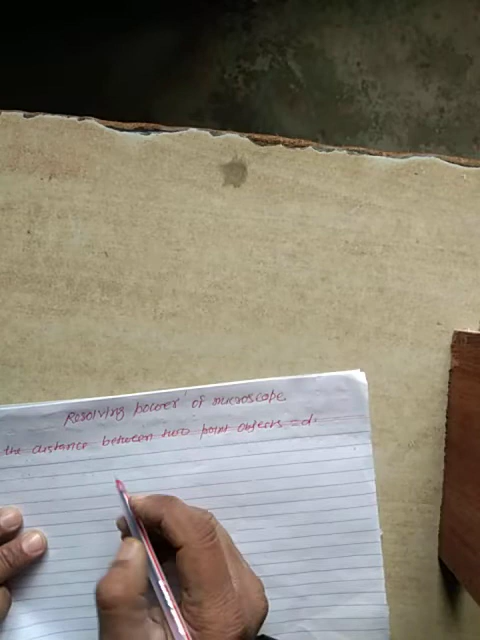 Resolving power of microscope
the distance between two point objects = d.